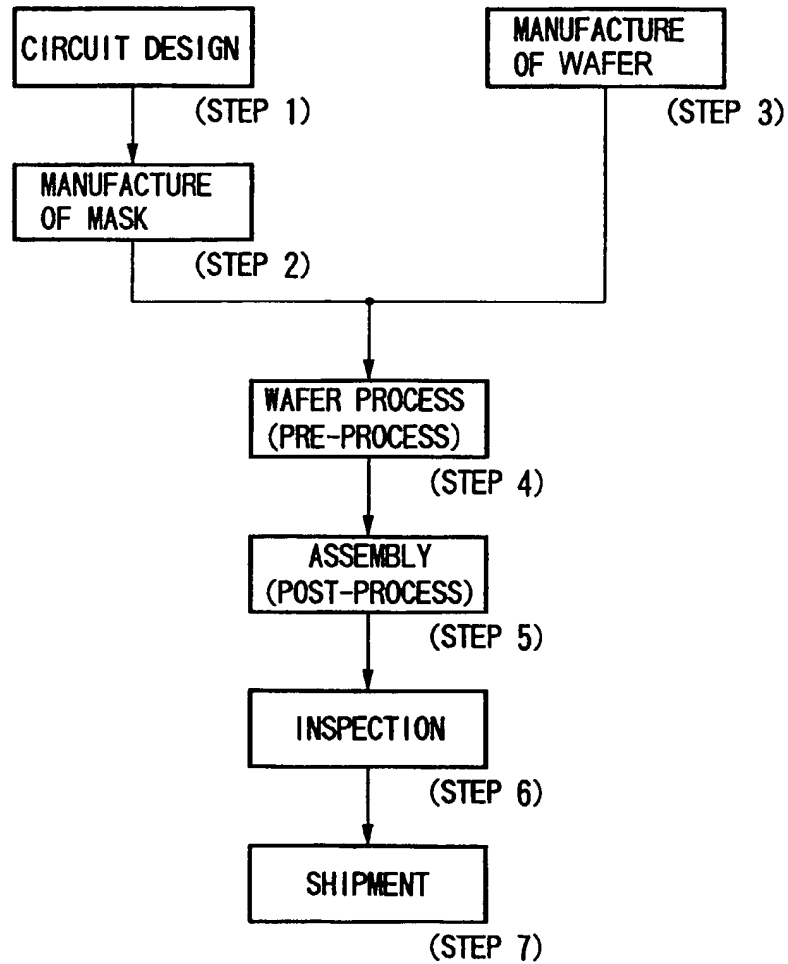 CIRCUIT DESIGN
(STEP 1)
MANUFACTURE
OF MASK
(STEP 2)
MANUFACTURE
OF WAFER
(STEP 3)
WAFER PROCESS
(PRE-PROCESS)
(STEP 4)
ASSEMBLY
(POST-PROCESS)
(STEP 5)
INSPECTION
(STEP 6)
SHIPMENT
(STEP 7)